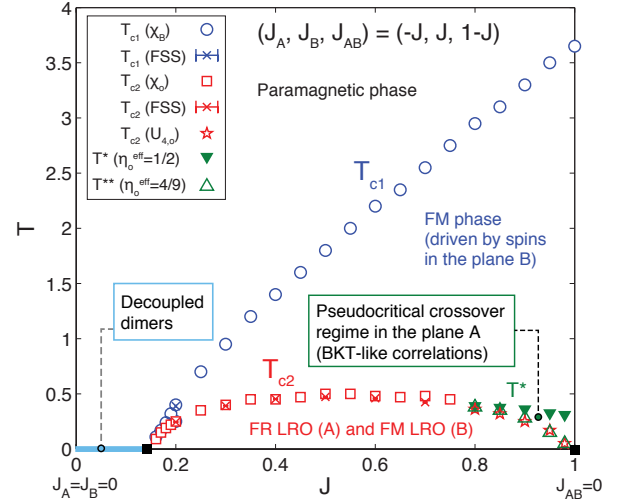 (J_A, J_B, J_AB) = (-J, J, 1-J)
T_c1 (χ_B)
T_c1 (FSS)
T_c2 (χ_o)
T_c2 (FSS)
T_c2 (U_4,o)
T* (η_o^eff=1/2)
T** (η_o^eff=4/9)
Paramagnetic phase
T_c1
FM phase
(driven by spins
in the plane B)
Decoupled
dimers
Pseudocritical crossover
regime in the plane A
(BKT-like correlations)
T_c2
T*
FR LRO (A) and FM LRO (B)
T
4
3.5
3
2.5
2
1.5
1
0.5
0
0 0.2 0.4 0.6 0.8 1
J_A=J_B=0
J
J_AB=0